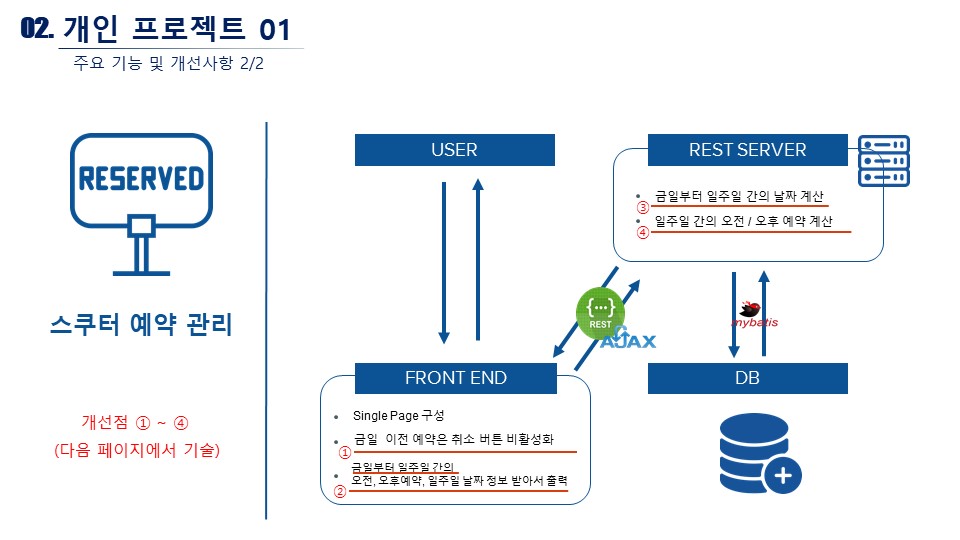 02. 개인 프로젝트 01
주요 기능 및 개선사항 2/2
RESERVED
스쿠터 예약 관리
개선점 ① ~ ④
(다음 페이지에서 기술)
USER
REST SERVER
• 금일부터 일주일 간의 날짜 계산
③
• 일주일 간의 오전 / 오후 예약 계산
④
{...}
REST
AJAX
mybatis
FRONT END
• Single Page 구성
• 금일 이전 예약은 취소 버튼 비활성화
①
• 금일부터 일주일 간의
오전, 오후예약, 일주일 날짜 정보 받아서 출력
②
DB